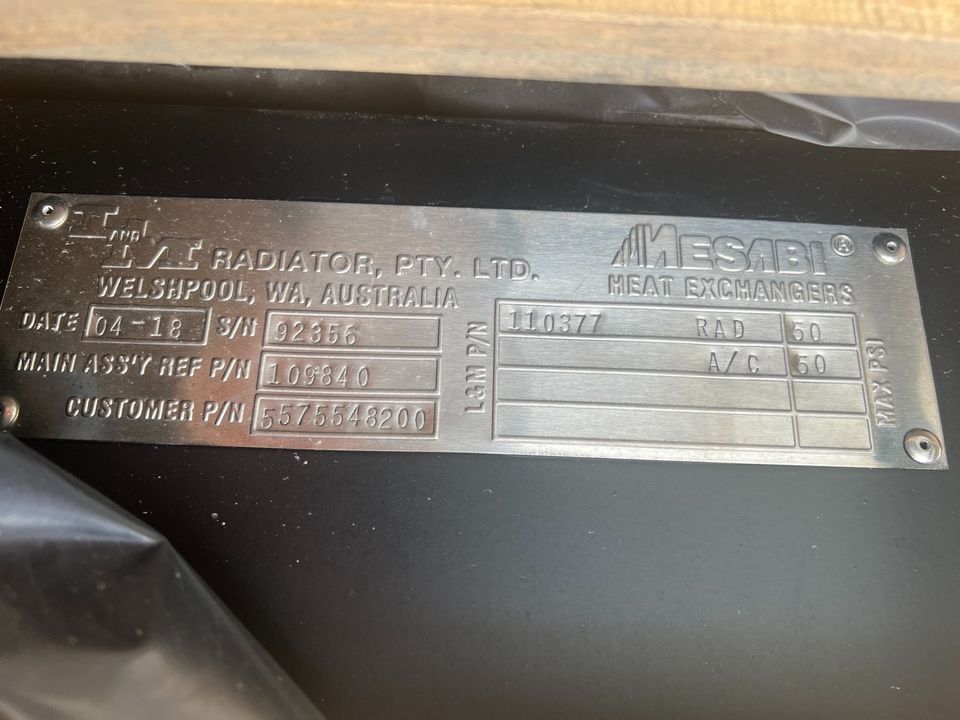 L AND M RADIATOR, PTY. LTD.
WELSHPOOL, WA, AUSTRALIA
MESABI®
HEAT EXCHANGERS
DATE 04-18 S/N 92356
MAIN ASS'Y REF P/N 109840
CUSTOMER P/N 5575548200
L&M P/N
110377 RAD 50
A/C 50
MAX PSI